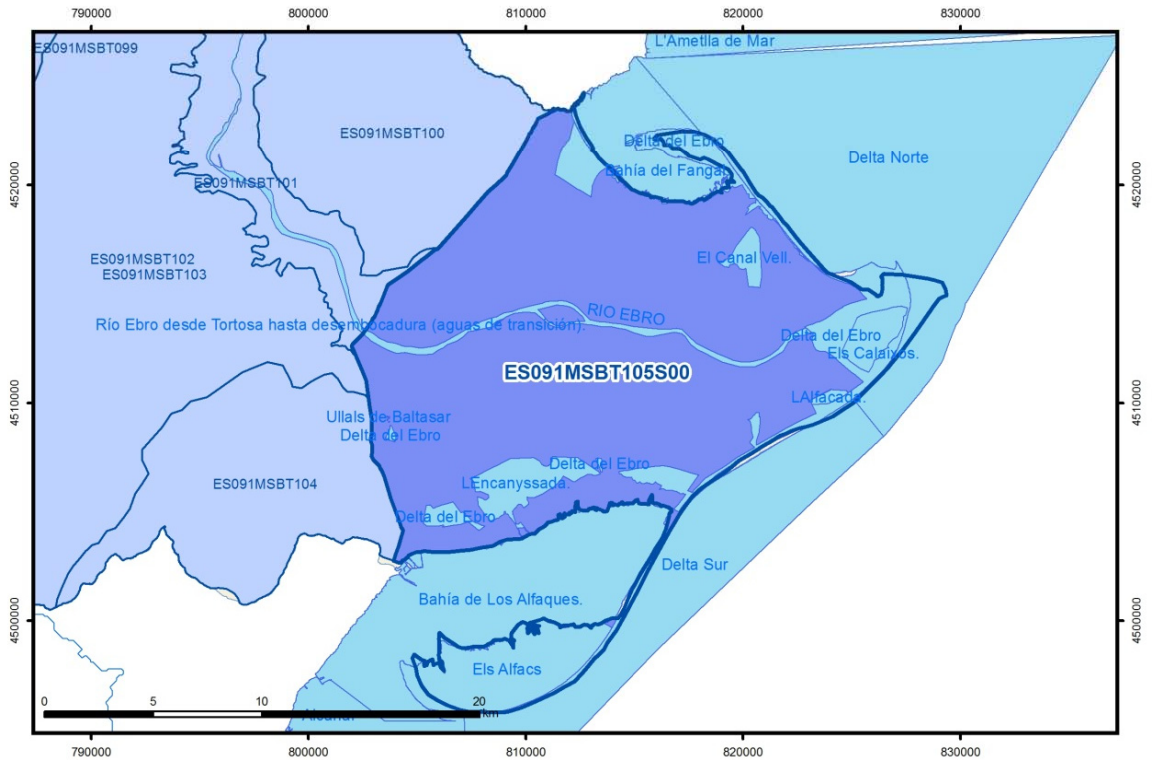 790000 800000 810000 820000 830000
L'Ametlla de Mar
ES091MSBT099
ES091MSBT100
Delta del Ebro
Delta Norte
Bahía del Fangar
4520000 4520000
ES091MSBT101
ES091MSBT102
El Canal Vell.
ES091MSBT103
RIO EBRO
Río Ebro desde Tortosa hasta desembocadura (aguas de transición).
Delta del Ebro
Els Calaixos.
ES091MSBT105S00
LAlfacada.
4510000 4510000
Ullals de Baltasar
Delta del Ebro
Delta del Ebro
ES091MSBT104
LEncanyssada.
Delta del Ebro
Delta Sur
Bahía de Los Alfaques.
4500000 4500000
Els Alfacs
0 5 10 20
km
Alcanar
790000 800000 810000 820000 830000